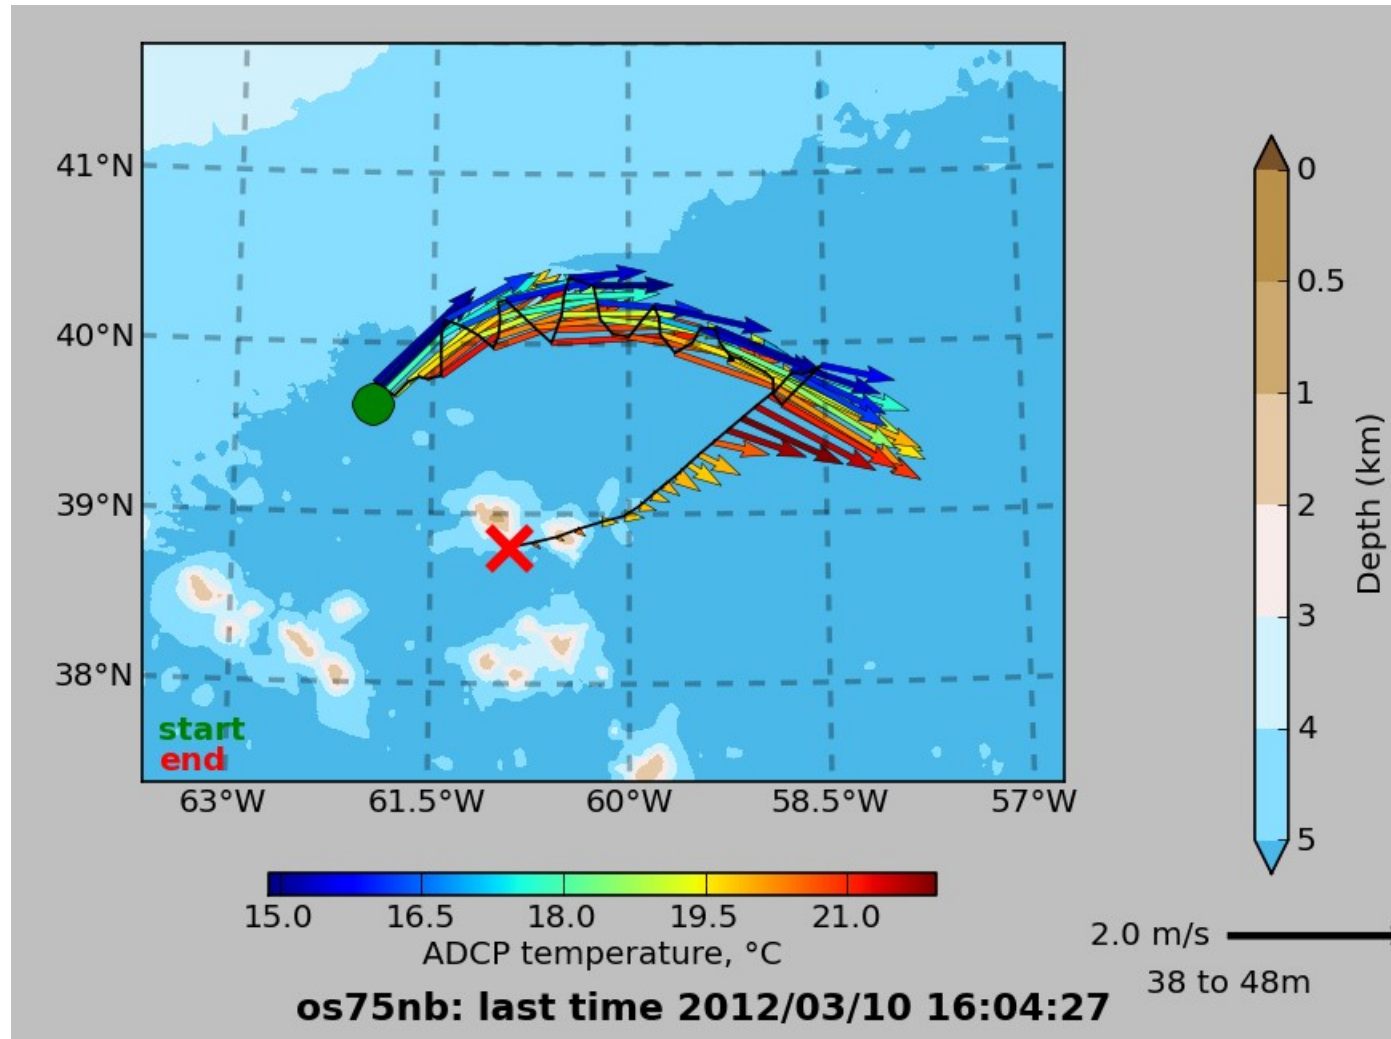 41°N
40°N
39°N
38°N
start
end
63°W 61.5°W 60°W 58.5°W 57°W
0
0.5
1
2
3
4
5
Depth (km)
15.0 16.5 18.0 19.5 21.0
ADCP temperature, °C
2.0 m/s
38 to 48m
os75nb: last time 2012/03/10 16:04:27